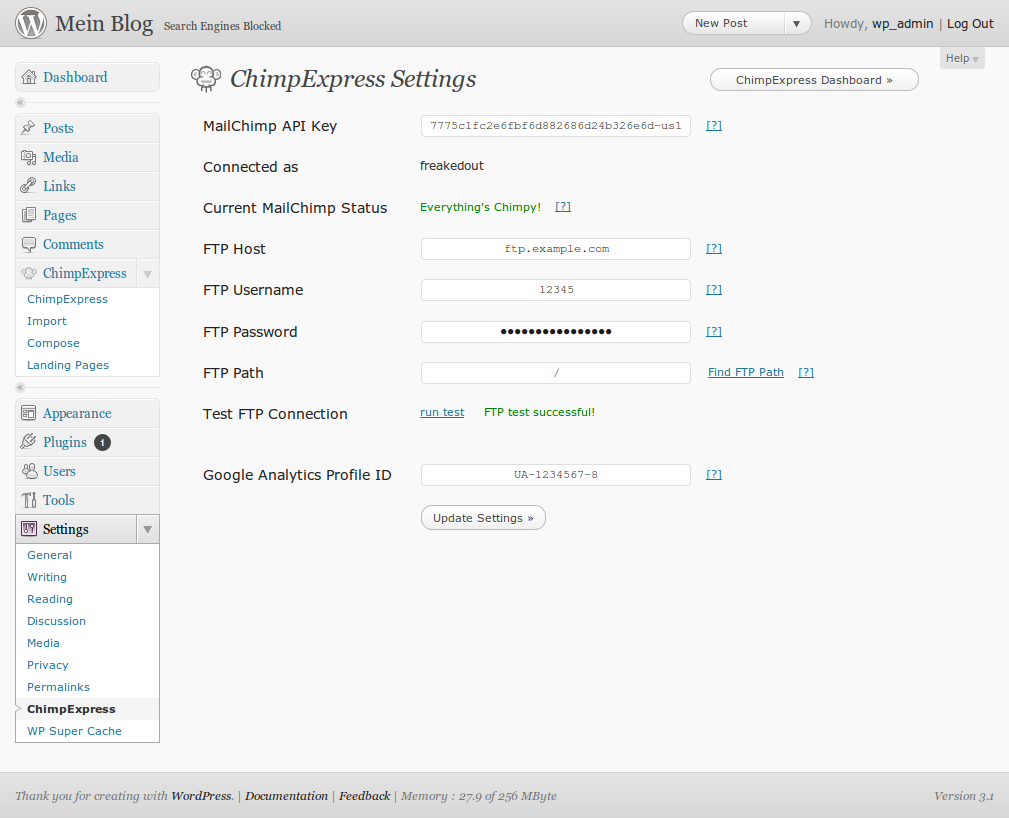 Mein Blog Search Engines Blocked New Post Howdy, wp_admin | Log Out
Help
Dashboard
Posts
Media
Links
Pages
Comments
ChimpExpress
ChimpExpress
Import
Compose
Landing Pages
Appearance
Plugins 1
Users
Tools
Settings
General
Writing
Reading
Discussion
Media
Privacy
Permalinks
ChimpExpress
WP Super Cache
ChimpExpress Settings ChimpExpress Dashboard »
MailChimp API Key 7775c1fc2e6fbf6d882686d24b326e6d-us1 [?]
Connected as freakedout
Current MailChimp Status Everything's Chimpy! [?]
FTP Host ftp.example.com [?]
FTP Username 12345 [?]
FTP Password ●●●●●●●●●●●●●●●● [?]
FTP Path / Find FTP Path [?]
Test FTP Connection run test FTP test successful!
Google Analytics Profile ID UA-1234567-8 [?]
Update Settings »
Thank you for creating with WordPress. | Documentation | Feedback | Memory : 27.9 of 256 MByte Version 3.1